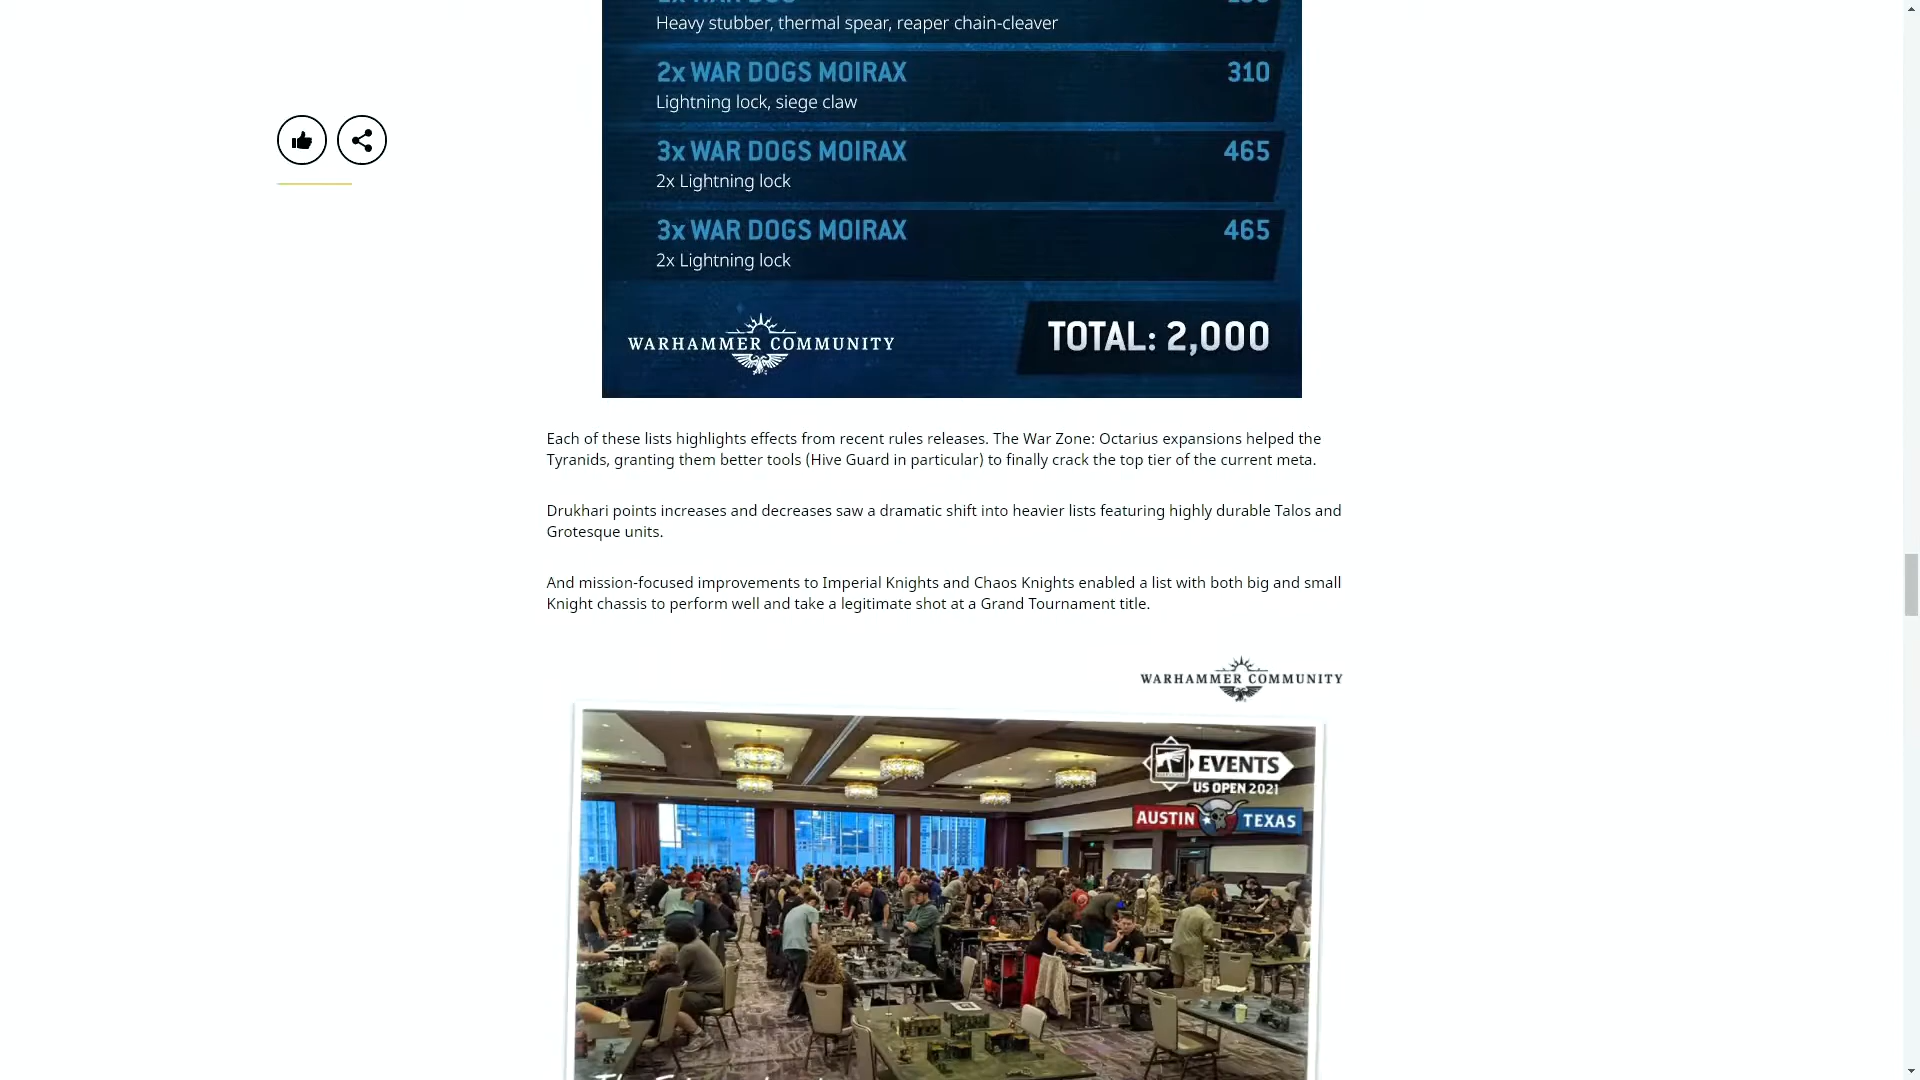 Heavy stubber, thermal spear, reaper chain-cleaver
2x WAR DOGS MOIRAX 310
Lightning lock, siege claw
3x WAR DOGS MOIRAX 465
2x Lightning lock
3x WAR DOGS MOIRAX 465
2x Lightning lock
WARHAMMER COMMUNITY
TOTAL: 2,000
Each of these lists highlights effects from recent rules releases. The War Zone: Octarius expansions helped the
Tyranids, granting them better tools (Hive Guard in particular) to finally crack the top tier of the current meta.
Drukhari points increases and decreases saw a dramatic shift into heavier lists featuring highly durable Talos and
Grotesque units.
And mission-focused improvements to Imperial Knights and Chaos Knights enabled a list with both big and small
Knight chassis to perform well and take a legitimate shot at a Grand Tournament title.
WARHAMMER COMMUNITY
EVENTS
US OPEN 2021
AUSTIN TEXAS